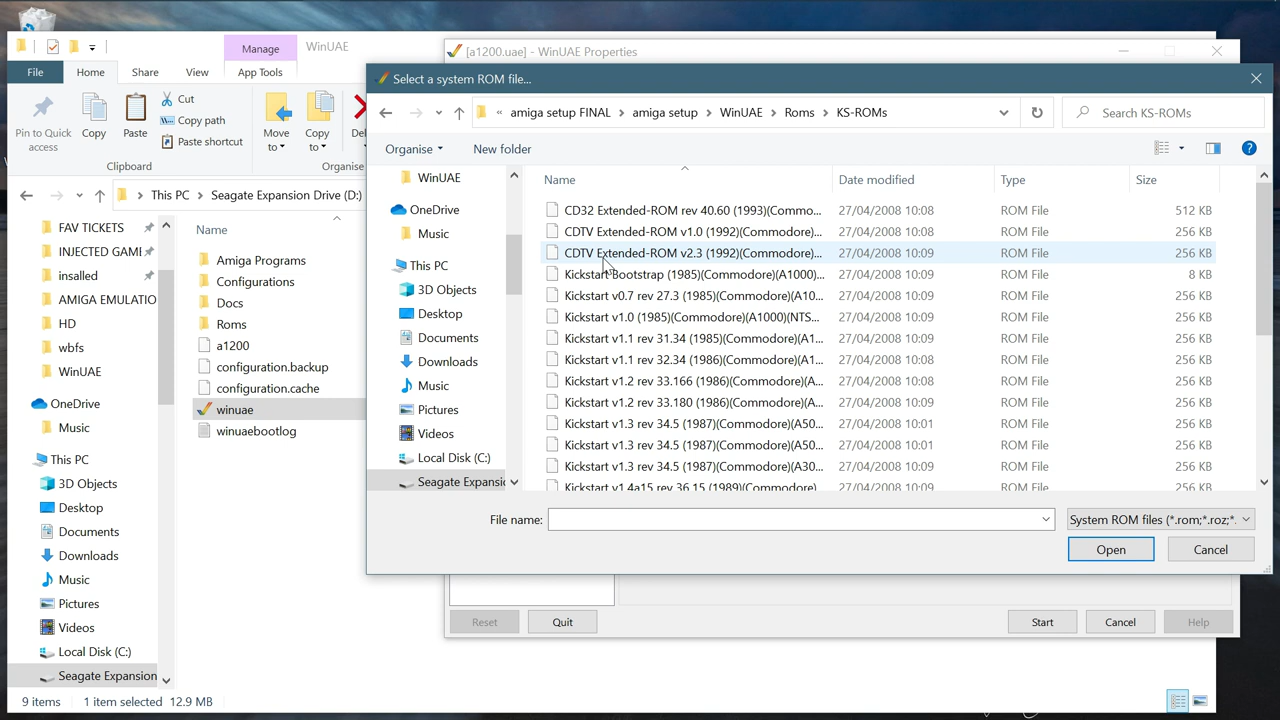 Manage
WinUAE
File
Home
Share
View
App Tools
Pin to Quick access
Copy
Paste
Cut
Copy path
Paste shortcut
Move to
Copy to
Clipboard
Organise
This PC
Seagate Expansion Drive (D:)
FAV TICKETS
INJECTED GAMI
insalled
AMIGA EMULATIO
HD
wbfs
WinUAE
OneDrive
Music
This PC
3D Objects
Desktop
Documents
Downloads
Music
Pictures
Videos
Local Disk (C:)
Seagate Expansion
Name
Amiga Programs
Configurations
Docs
Roms
a1200
configuration.backup
configuration.cache
winuae
winuaebootlog
9 items
1 item selected 12.9 MB
[a1200.uae] - WinUAE Properties
Select a system ROM file...
« amiga setup FINAL > amiga setup > WinUAE > Roms > KS-ROMs
Search KS-ROMs
Organise
New folder
WinUAE
OneDrive
Music
This PC
3D Objects
Desktop
Documents
Downloads
Music
Pictures
Videos
Local Disk (C:)
Seagate Expansio
Name Date modified Type Size
CD32 Extended-ROM rev 40.60 (1993)(Commo... 27/04/2008 10:08 ROM File 512 KB
CDTV Extended-ROM v1.0 (1992)(Commodore)... 27/04/2008 10:08 ROM File 256 KB
CDTV Extended-ROM v2.3 (1992)(Commodore)... 27/04/2008 10:09 ROM File 256 KB
Kickstart-Bootstrap (1985)(Commodore)(A1000)... 27/04/2008 10:09 ROM File 8 KB
Kickstart v0.7 rev 27.3 (1985)(Commodore)(A10... 27/04/2008 10:09 ROM File 256 KB
Kickstart v1.0 (1985)(Commodore)(A1000)(NTS... 27/04/2008 10:09 ROM File 256 KB
Kickstart v1.1 rev 31.34 (1985)(Commodore)(A1... 27/04/2008 10:09 ROM File 256 KB
Kickstart v1.1 rev 32.34 (1986)(Commodore)(A1... 27/04/2008 10:08 ROM File 256 KB
Kickstart v1.2 rev 33.166 (1986)(Commodore)(A... 27/04/2008 10:08 ROM File 256 KB
Kickstart v1.2 rev 33.180 (1986)(Commodore)(A... 27/04/2008 10:09 ROM File 256 KB
Kickstart v1.3 rev 34.5 (1987)(Commodore)(A50... 27/04/2008 10:01 ROM File 256 KB
Kickstart v1.3 rev 34.5 (1987)(Commodore)(A50... 27/04/2008 10:01 ROM File 256 KB
Kickstart v1.3 rev 34.5 (1987)(Commodore)(A30... 27/04/2008 10:09 ROM File 256 KB
Kickstart v1.4a15 rev 36.15 (1989)(Commodore)... 27/04/2008 10:09 ROM File 256 KB
File name:
System ROM files (*.rom;*.roz;*.
Open
Cancel
Reset
Quit
Start
Cancel
Help